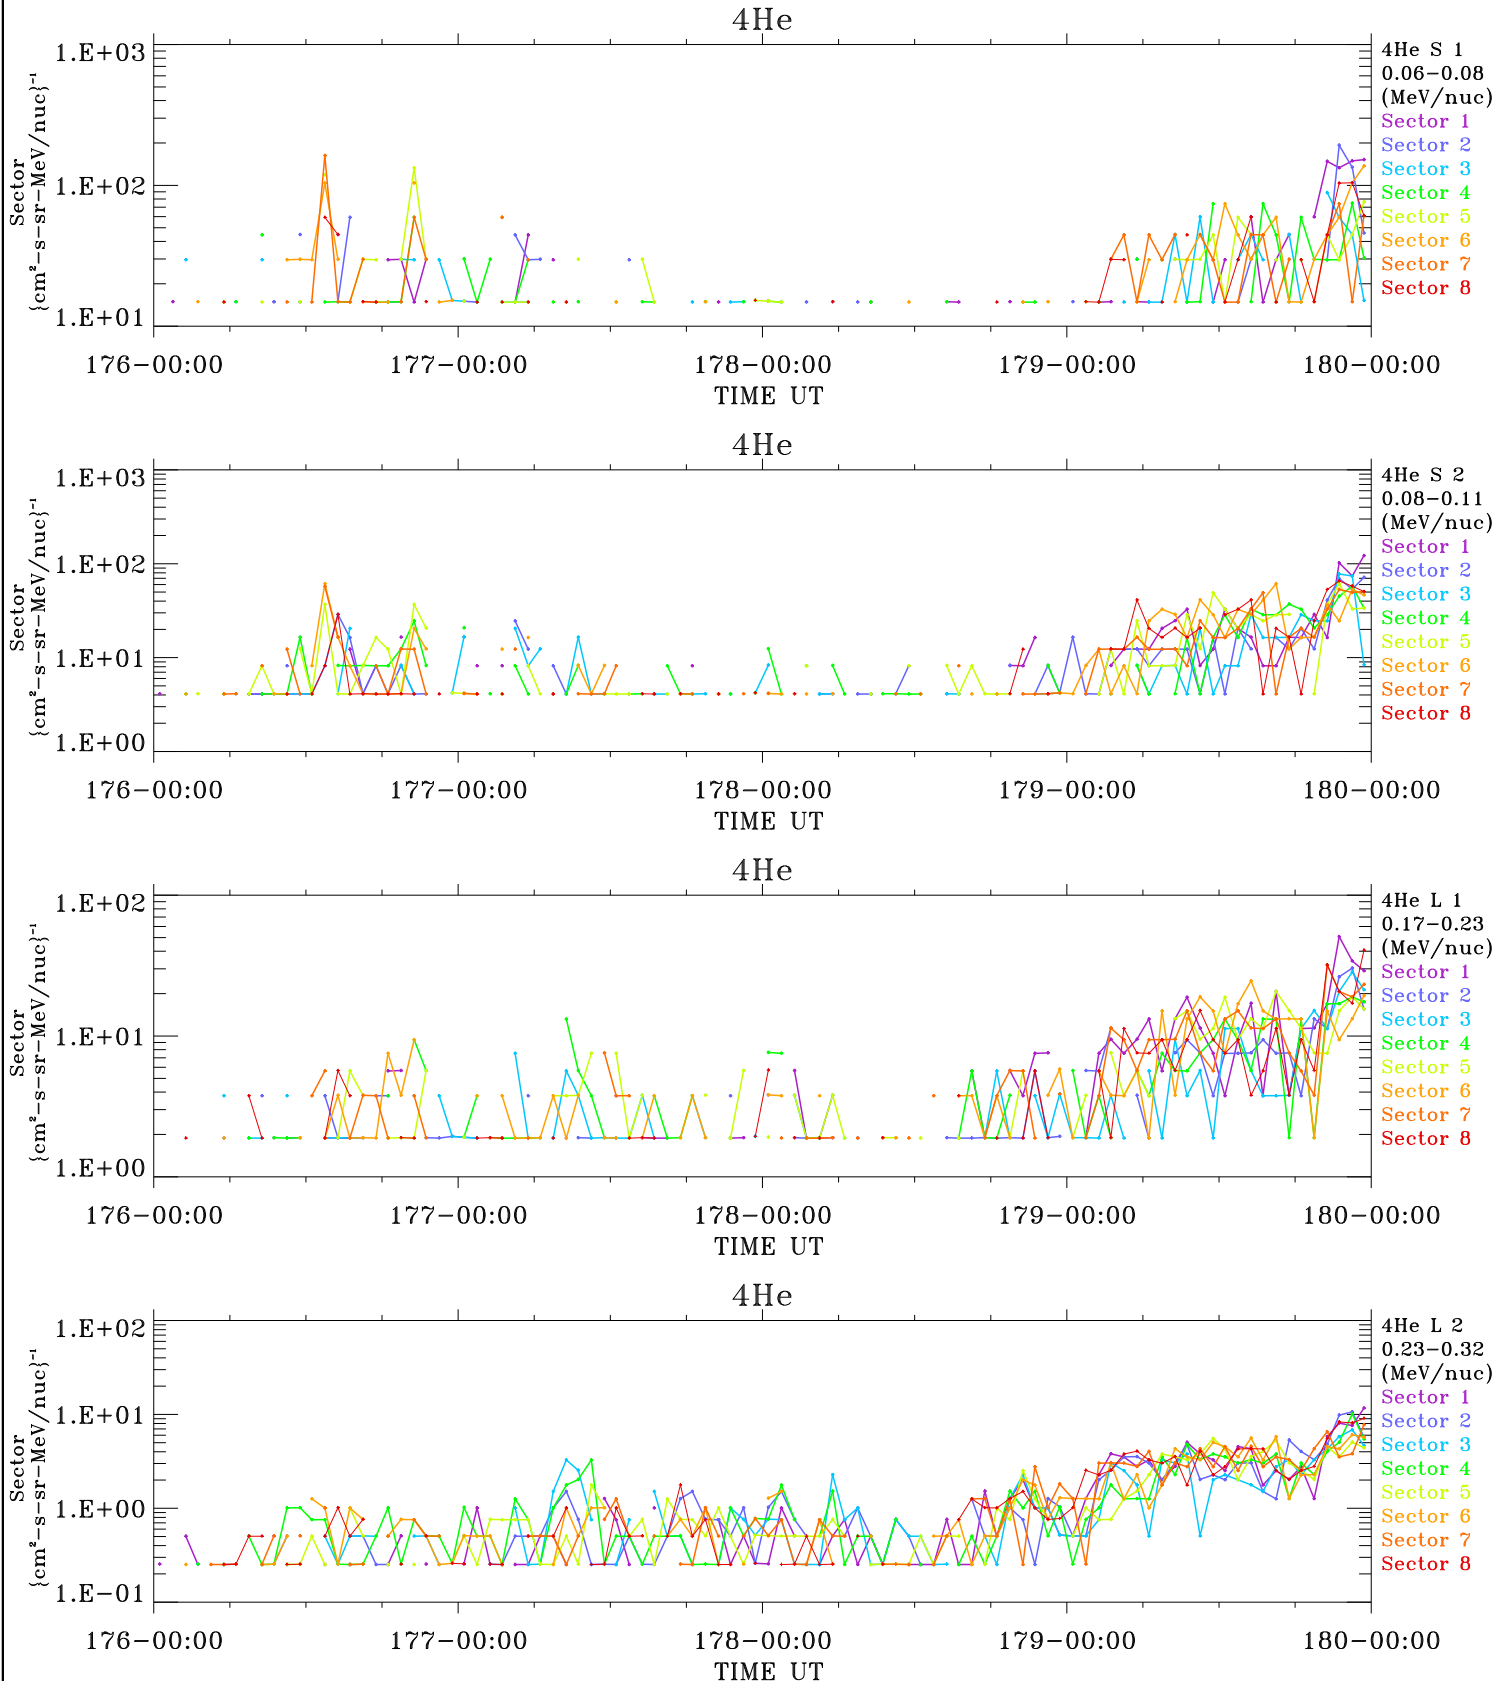 4He
1.E+03
1.E+02
1.E+01
Sector
{cm²-s-sr-MeV/nuc}⁻¹
176-00:00 177-00:00 178-00:00 179-00:00 180-00:00
TIME UT
4He S 1
0.06-0.08
(MeV/nuc)
Sector 1
Sector 2
Sector 3
Sector 4
Sector 5
Sector 6
Sector 7
Sector 8
4He
1.E+03
1.E+02
1.E+01
1.E+00
Sector
{cm²-s-sr-MeV/nuc}⁻¹
176-00:00 177-00:00 178-00:00 179-00:00 180-00:00
TIME UT
4He S 2
0.08-0.11
(MeV/nuc)
Sector 1
Sector 2
Sector 3
Sector 4
Sector 5
Sector 6
Sector 7
Sector 8
4He
1.E+02
1.E+01
1.E+00
Sector
{cm²-s-sr-MeV/nuc}⁻¹
176-00:00 177-00:00 178-00:00 179-00:00 180-00:00
TIME UT
4He L 1
0.17-0.23
(MeV/nuc)
Sector 1
Sector 2
Sector 3
Sector 4
Sector 5
Sector 6
Sector 7
Sector 8
4He
1.E+02
1.E+01
1.E+00
1.E-01
Sector
{cm²-s-sr-MeV/nuc}⁻¹
176-00:00 177-00:00 178-00:00 179-00:00 180-00:00
TIME UT
4He L 2
0.23-0.32
(MeV/nuc)
Sector 1
Sector 2
Sector 3
Sector 4
Sector 5
Sector 6
Sector 7
Sector 8